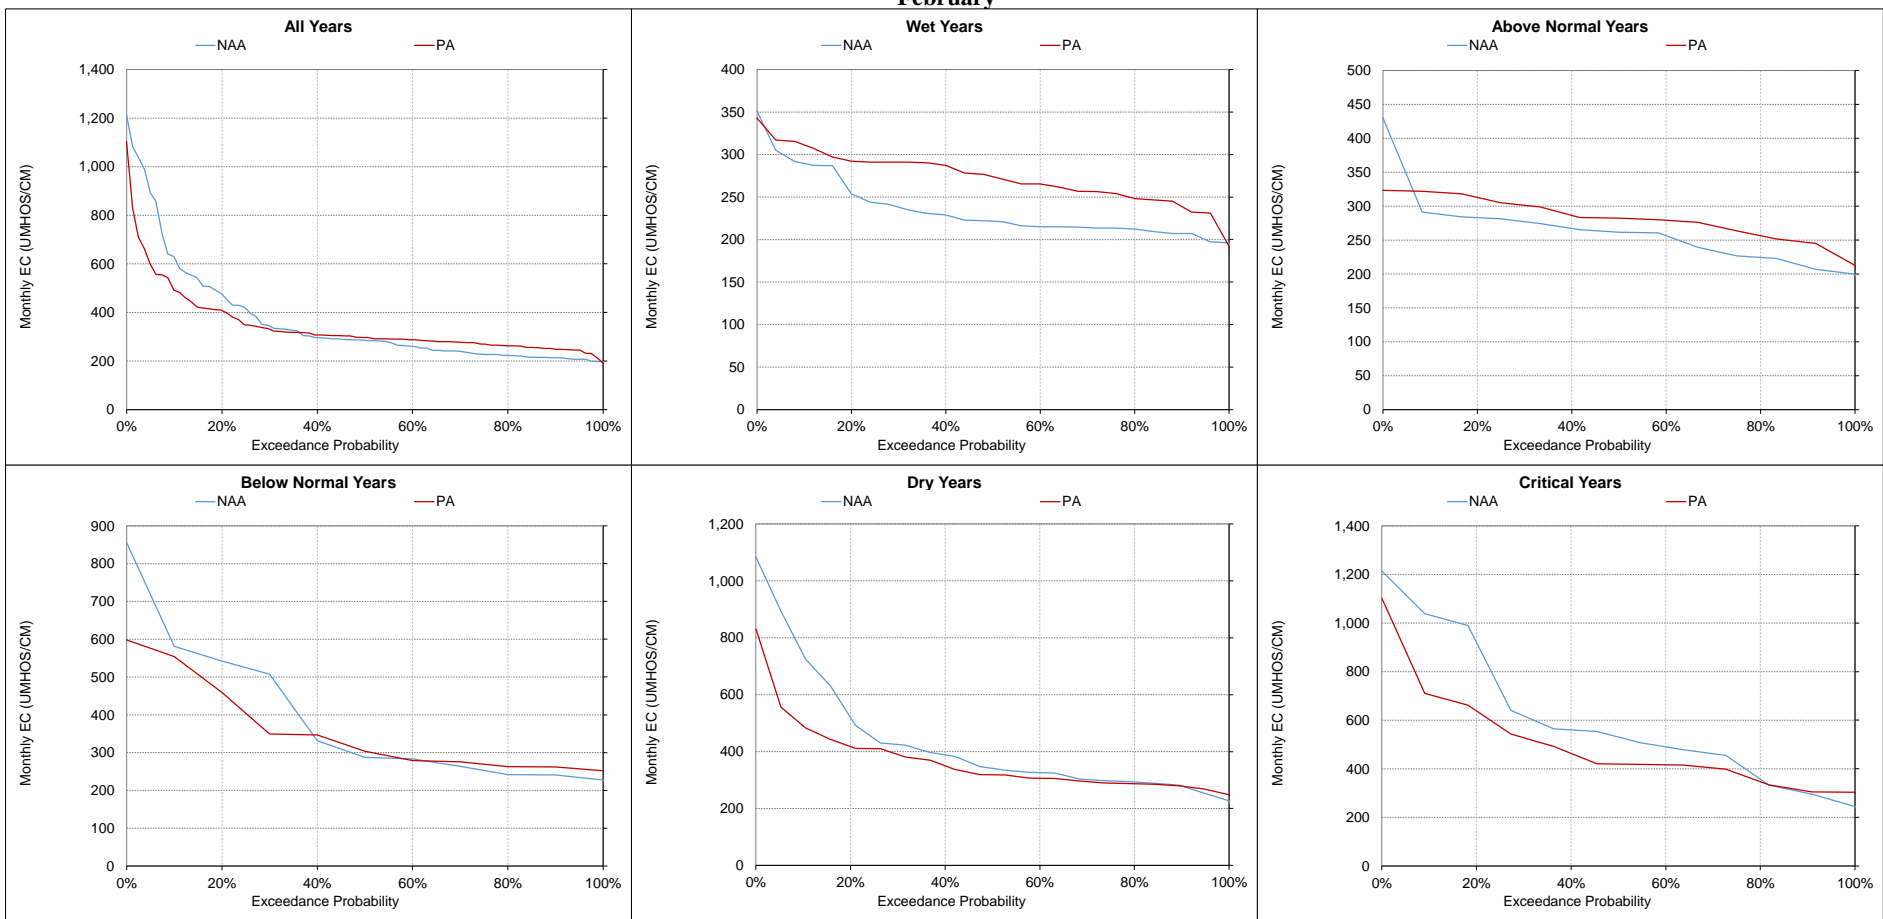 February
All Years
NAA PA
1,400
1,200
1,000
800
600
400
200
0
0% 20% 40% 60% 80% 100%
Monthly EC (UMHOS/CM)
Exceedance Probability
Wet Years
NAA PA
400
350
300
250
200
150
100
50
0
0% 20% 40% 60% 80% 100%
Monthly EC (UMHOS/CM)
Exceedance Probability
Above Normal Years
NAA PA
500
450
400
350
300
250
200
150
100
50
0
0% 20% 40% 60% 80% 100%
Monthly EC (UMHOS/CM)
Exceedance Probability
Below Normal Years
NAA PA
900
800
700
600
500
400
300
200
100
0
0% 20% 40% 60% 80% 100%
Monthly EC (UMHOS/CM)
Exceedance Probability
Dry Years
NAA PA
1,200
1,000
800
600
400
200
0
0% 20% 40% 60% 80% 100%
Monthly EC (UMHOS/CM)
Exceedance Probability
Critical Years
NAA PA
1,400
1,200
1,000
800
600
400
200
0
0% 20% 40% 60% 80% 100%
Monthly EC (UMHOS/CM)
Exceedance Probability